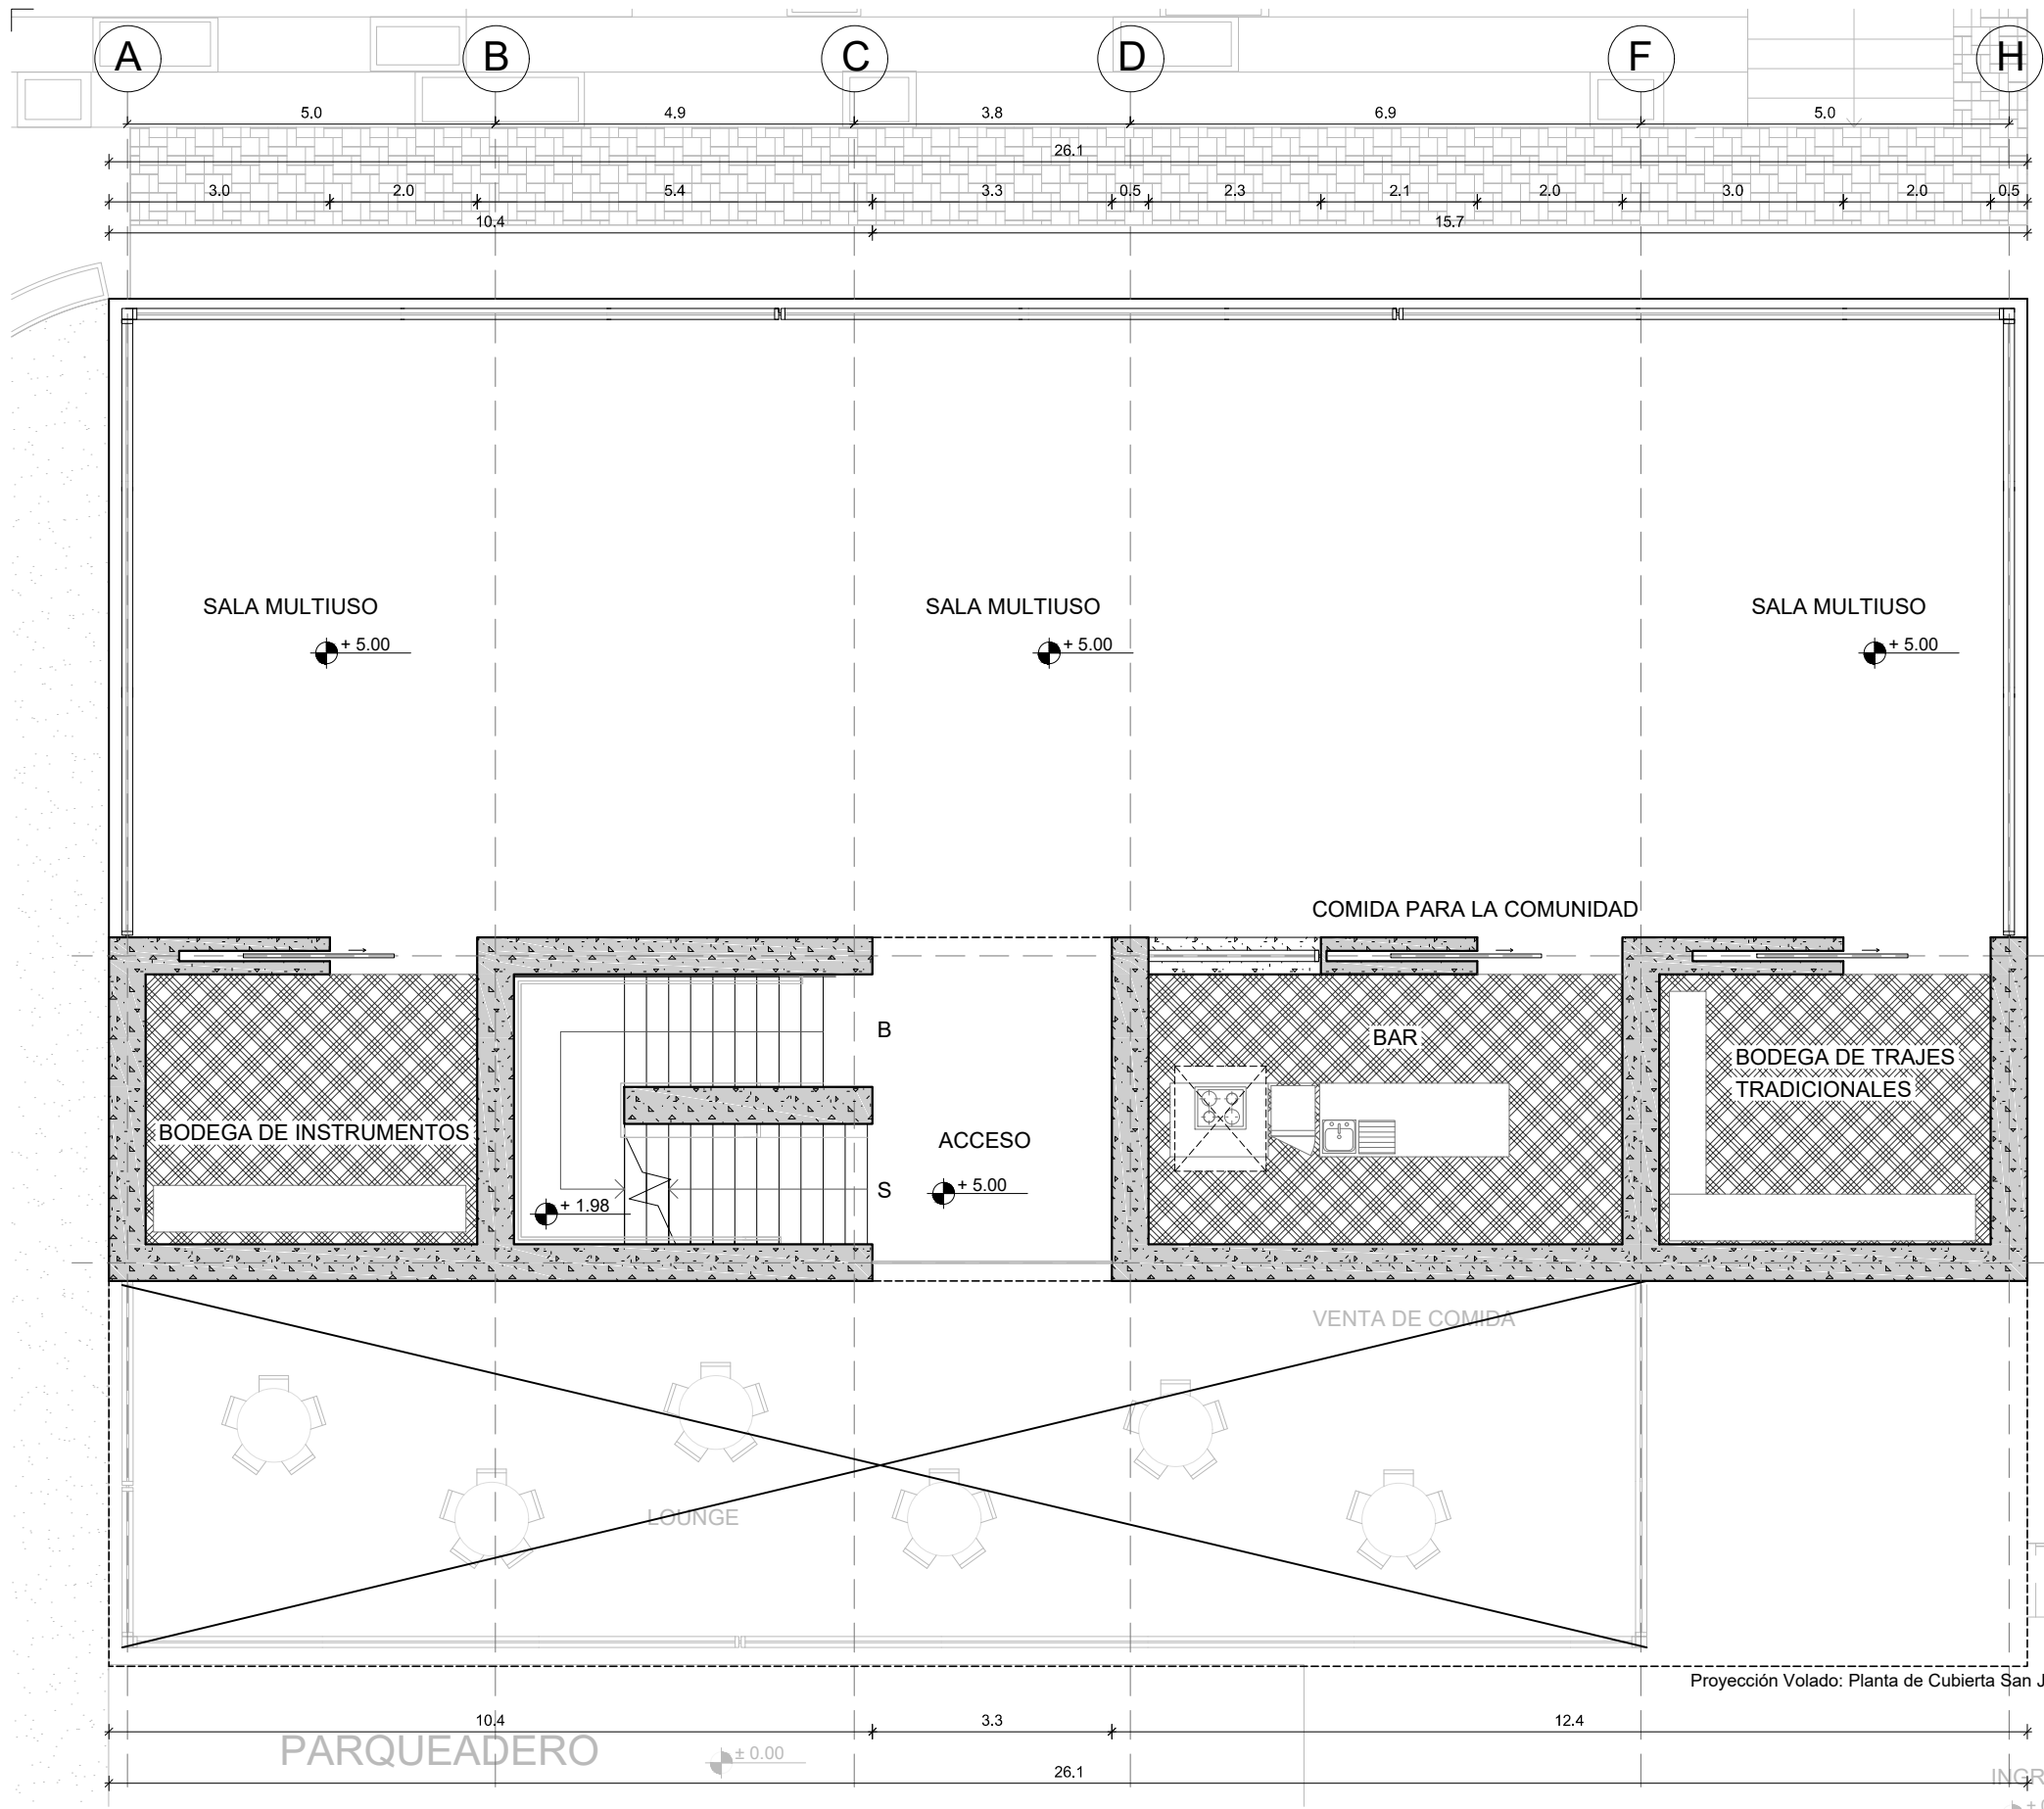 A B C D F H
5.0 4.9 3.8 6.9 5.0
26.1
3.0 2.0 5.4 3.3 0.5 2.3 2.1 2.0 3.0 2.0 0.5
10.4 15.7
SALA MULTIUSO SALA MULTIUSO SALA MULTIUSO
+ 5.00 + 5.00 + 5.00
COMIDA PARA LA COMUNIDAD
B
BAR
BODEGA DE TRAJES
TRADICIONALES
BODEGA DE INSTRUMENTOS
ACCESO
S
+ 5.00
+ 1.98
VENTA DE COMIDA
LOUNGE
Proyección Volado: Planta de Cubierta San J
10.4 3.3 12.4
PARQUEADERO
± 0.00
26.1
INGR